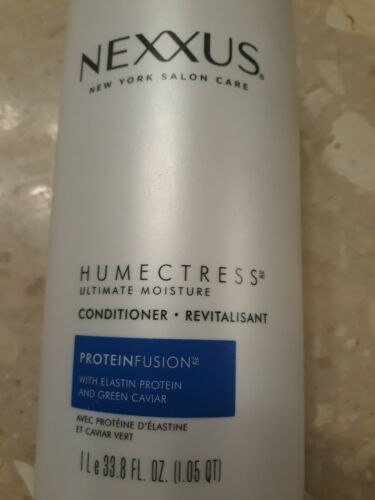 NEXXUS®
NEW YORK SALON CARE
HUMECTRESS
ULTIMATE MOISTURE
CONDITIONER • REVITALISANT
PROTEINFUSION
WITH ELASTIN PROTEIN
AND GREEN CAVIAR
AVEC PROTÉINE D'ÉLASTINE
ET CAVIAR VERT
1 L e 33.8 FL. OZ. (1.05 QT)